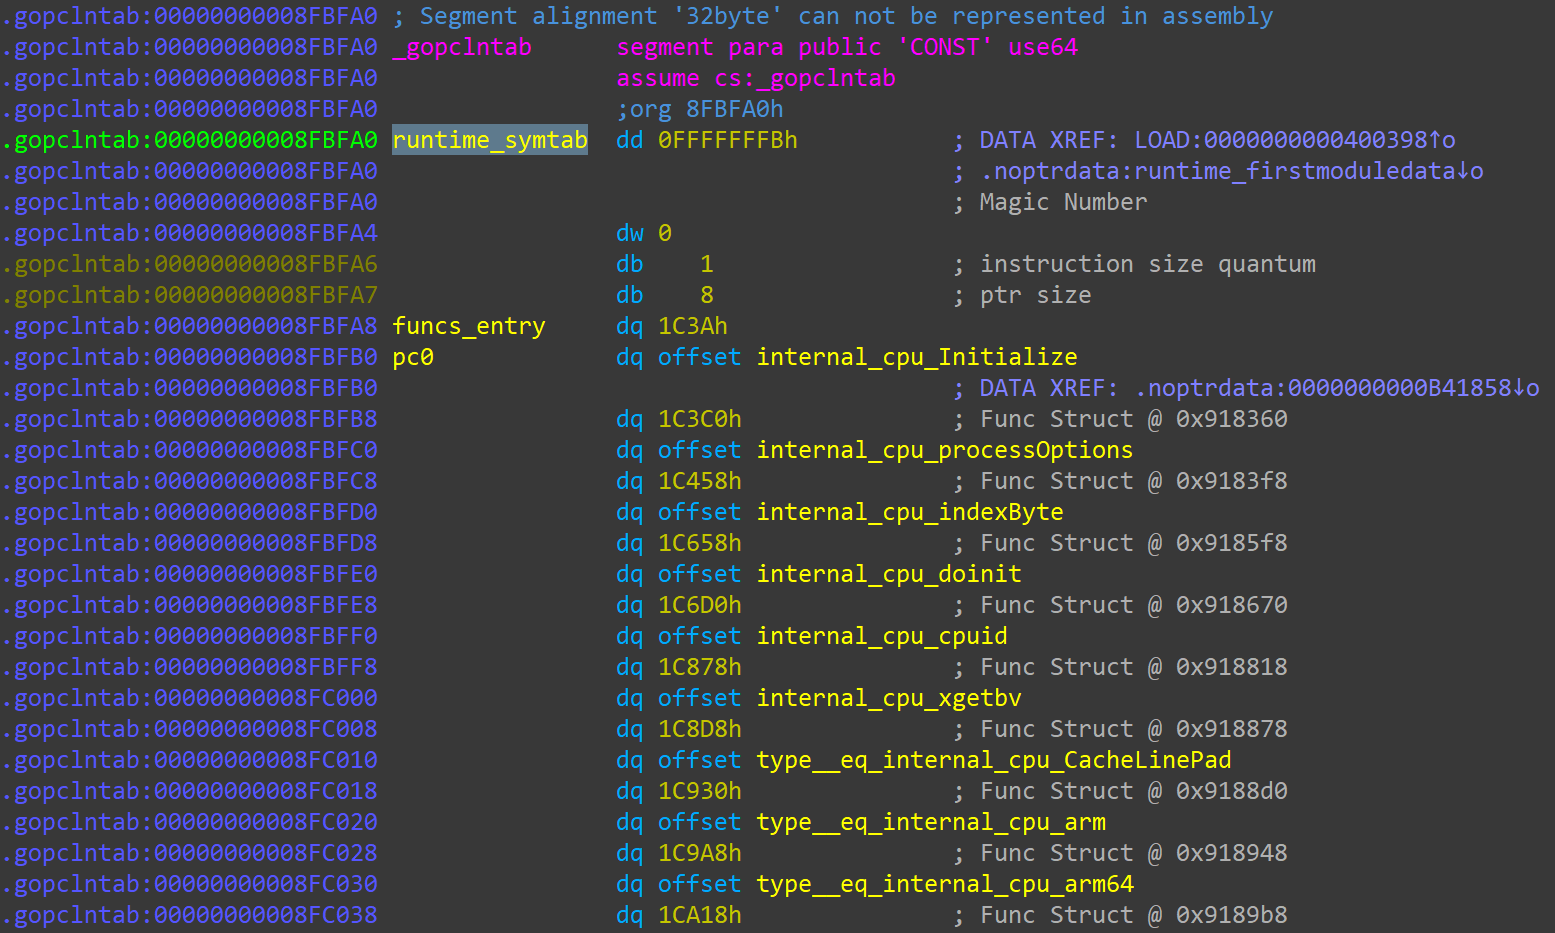 .gopclntab:00000000008FBFA0 ; Segment alignment '32byte' can not be represented in assembly
.gopclntab:00000000008FBFA0 _gopclntab segment para public 'CONST' use64
.gopclntab:00000000008FBFA0 assume cs:_gopclntab
.gopclntab:00000000008FBFA0 ;org 8FBFA0h
.gopclntab:00000000008FBFA0 runtime_symtab dd 0FFFFFFFBh ; DATA XREF: LOAD:0000000000400398↑o
.gopclntab:00000000008FBFA0 ; .noptrdata:runtime_firstmoduledata↓o
.gopclntab:00000000008FBFA0 ; Magic Number
.gopclntab:00000000008FBFA4 dw 0
.gopclntab:00000000008FBFA6 db 1 ; instruction size quantum
.gopclntab:00000000008FBFA7 db 8 ; ptr size
.gopclntab:00000000008FBFA8 funcs_entry dq 1C3Ah
.gopclntab:00000000008FBFB0 pc0 dq offset internal_cpu_Initialize
.gopclntab:00000000008FBFB0 ; DATA XREF: .noptrdata:0000000000B41858↓o
.gopclntab:00000000008FBFB8 dq 1C3C0h ; Func Struct @ 0x918360
.gopclntab:00000000008FBFC0 dq offset internal_cpu_processOptions
.gopclntab:00000000008FBFC8 dq 1C458h ; Func Struct @ 0x9183f8
.gopclntab:00000000008FBFD0 dq offset internal_cpu_indexByte
.gopclntab:00000000008FBFD8 dq 1C658h ; Func Struct @ 0x9185f8
.gopclntab:00000000008FBFE0 dq offset internal_cpu_doinit
.gopclntab:00000000008FBFE8 dq 1C6D0h ; Func Struct @ 0x918670
.gopclntab:00000000008FBFF0 dq offset internal_cpu_cpuid
.gopclntab:00000000008FBFF8 dq 1C878h ; Func Struct @ 0x918818
.gopclntab:00000000008FC000 dq offset internal_cpu_xgetbv
.gopclntab:00000000008FC008 dq 1C8D8h ; Func Struct @ 0x918878
.gopclntab:00000000008FC010 dq offset type__eq_internal_cpu_CacheLinePad
.gopclntab:00000000008FC018 dq 1C930h ; Func Struct @ 0x9188d0
.gopclntab:00000000008FC020 dq offset type__eq_internal_cpu_arm
.gopclntab:00000000008FC028 dq 1C9A8h ; Func Struct @ 0x918948
.gopclntab:00000000008FC030 dq offset type__eq_internal_cpu_arm64
.gopclntab:00000000008FC038 dq 1CA18h ; Func Struct @ 0x9189b8